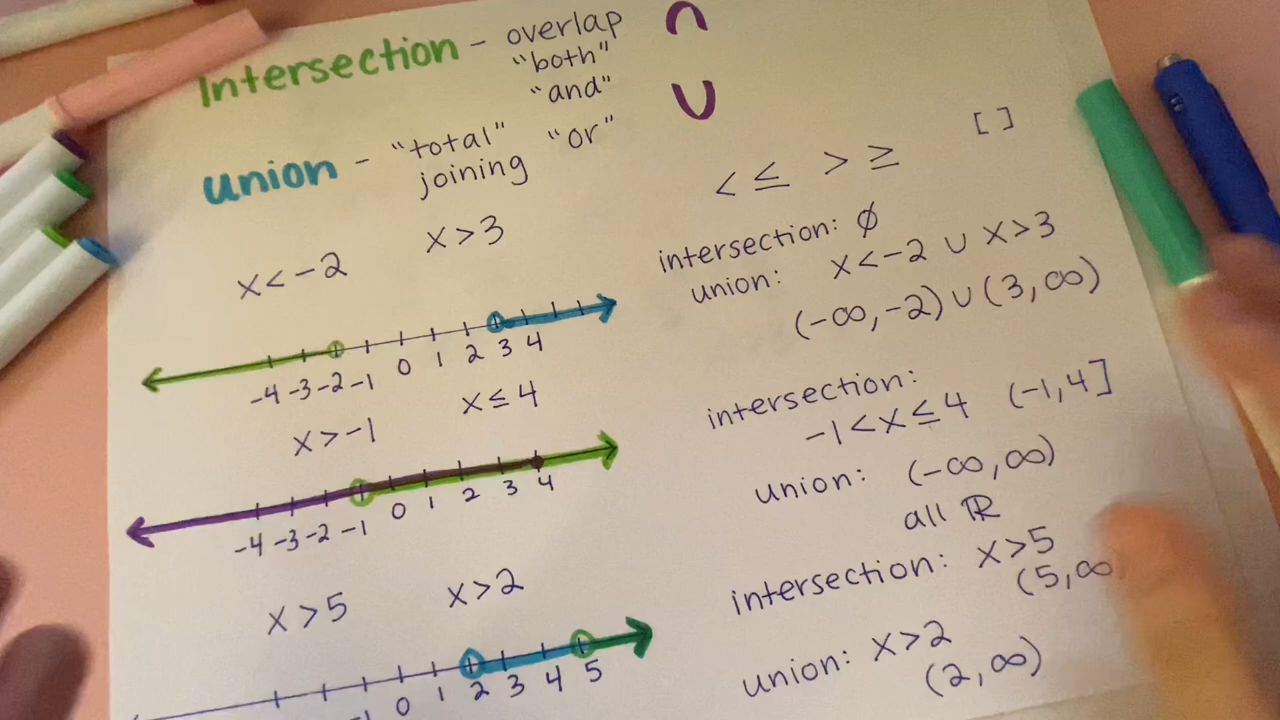 Intersection - overlap ∩
"both"
"and"
∪
union - "total" "or"
joining
[ ]
< ≤ > ≥
x < -2 x > 3
-4 -3 -2 -1 0 1 2 3 4
intersection: ∅
union: x < -2 ∪ x > 3
(-∞, -2) ∪ (3, ∞)
x > -1 x ≤ 4
-4 -3 -2 -1 0 1 2 3 4
intersection:
-1 < x ≤ 4 (-1, 4]
union: (-∞, ∞)
all ℝ
x > 5 x > 2
-1 0 1 2 3 4 5
intersection: x > 5
(5, ∞
union: x > 2
(2, ∞)